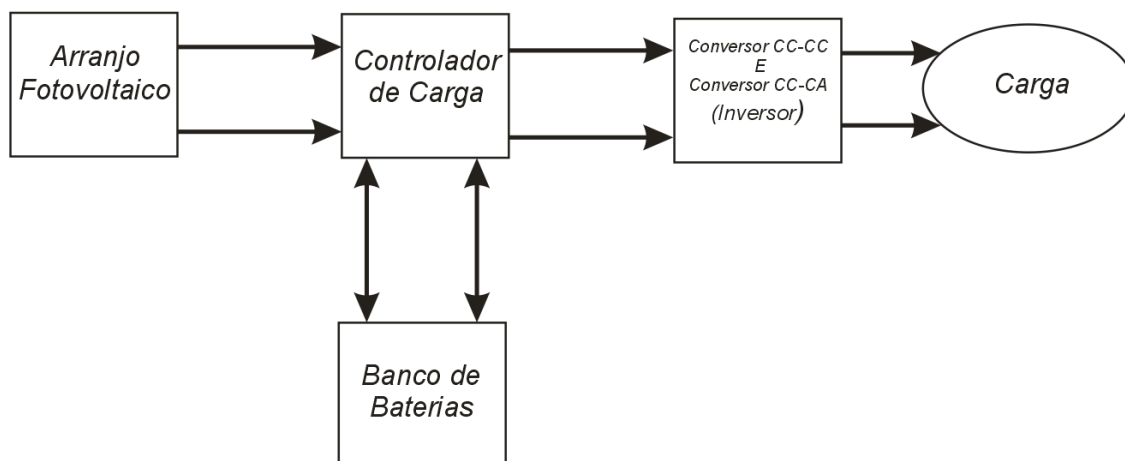 Arranjo
Fotovoltaico
Controlador
de Carga
Conversor CC-CC
E
Conversor CC-CA
(Inversor)
Carga
Banco de
Baterias